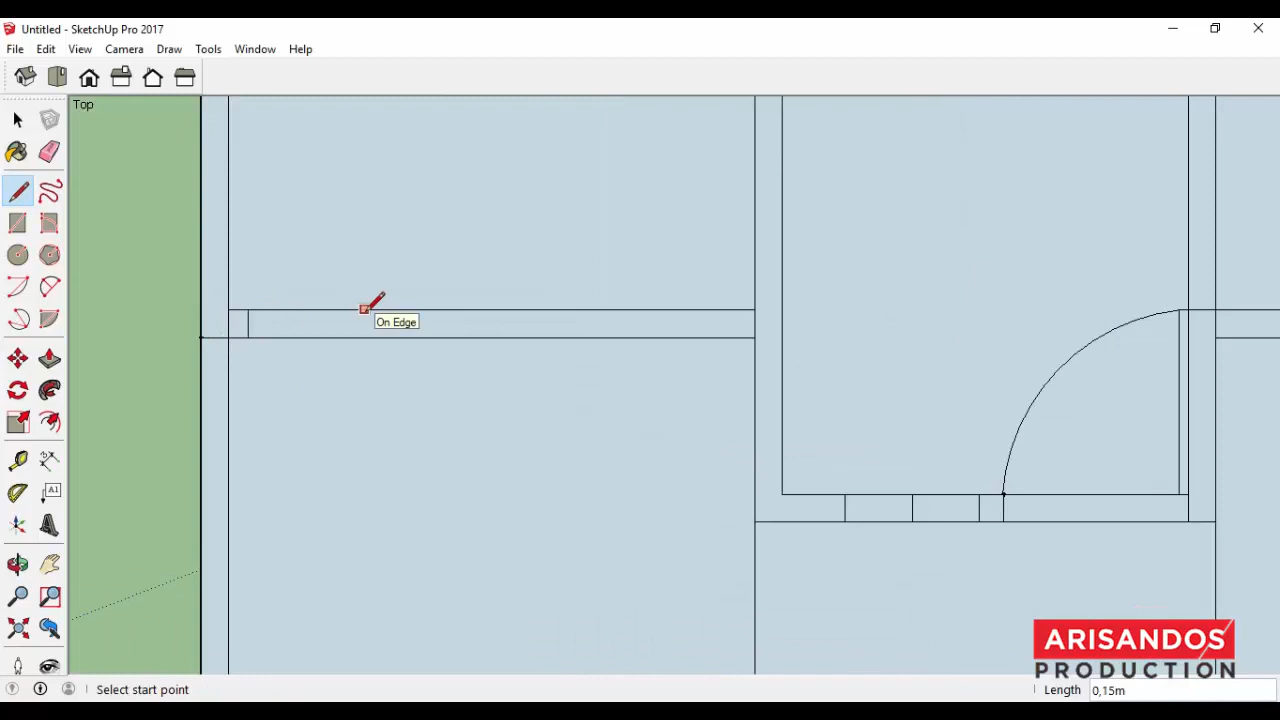 Untitled - SketchUp Pro 2017
File Edit View Camera Draw Tools Window Help
Top
On Edge
A1
ARISANDOS
PRODUCTION
Select start point
Length 0,15m